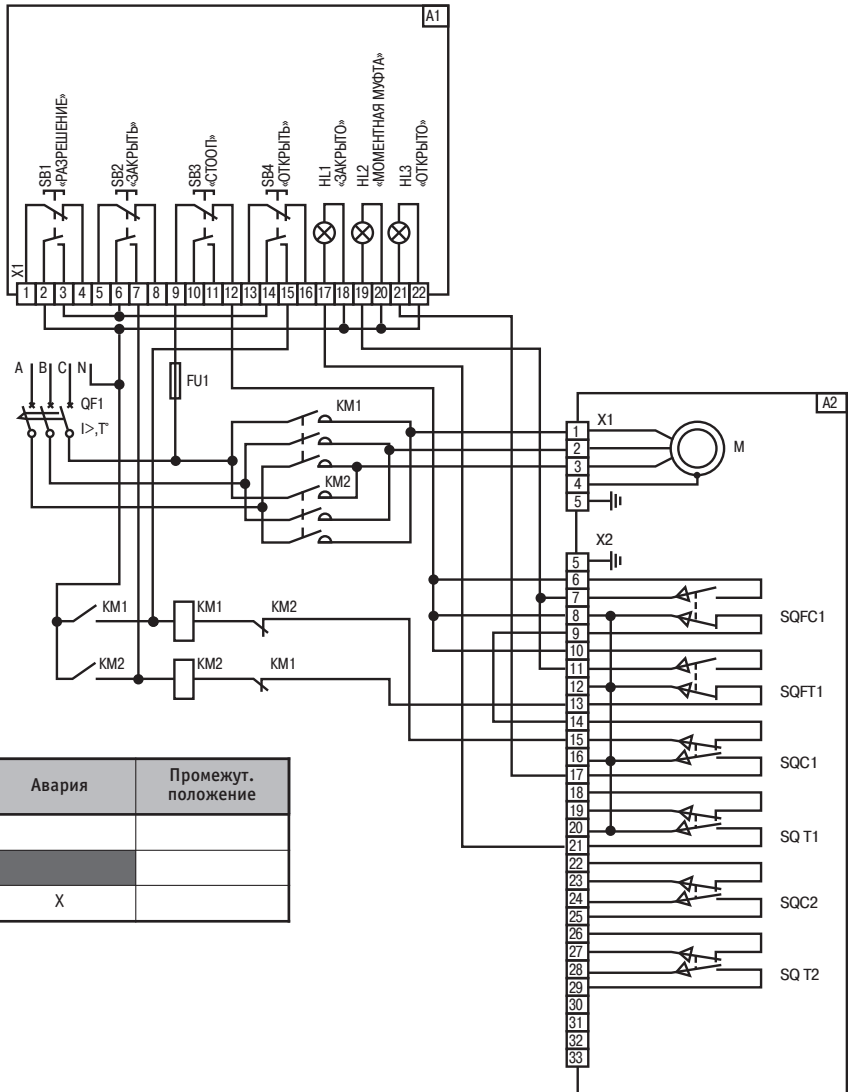 A1
SB1
«РАЗРЕШЕНИЕ»
SB2
«ЗАКРЫТЬ»
SB3
«СТООП»
SB4
«ОТКРЫТЬ»
HL1
«ЗАКРЫТО»
HL2
«МОМЕНТНАЯ МУФТА»
HL3
«ОТКРЫТО»
X1
1 2 3 4 5 6 7 8 9 10 11 12 13 14 15 16 17 18 19 20 21 22
A B C N
QF1
I>,T°
FU1
KM1
KM2
A2
X1
1
2
3
4
5
M
X2
5
6
7
8
9
10
11
12
13
14
15
16
17
18
19
20
21
22
23
24
25
26
27
28
29
30
31
32
33
SQFC1
SQFT1
SQC1
SQ T1
SQC2
SQ T2
KM1 KM1 KM2
KM2 KM2 KM1
Авария
Промежут.
положение
X